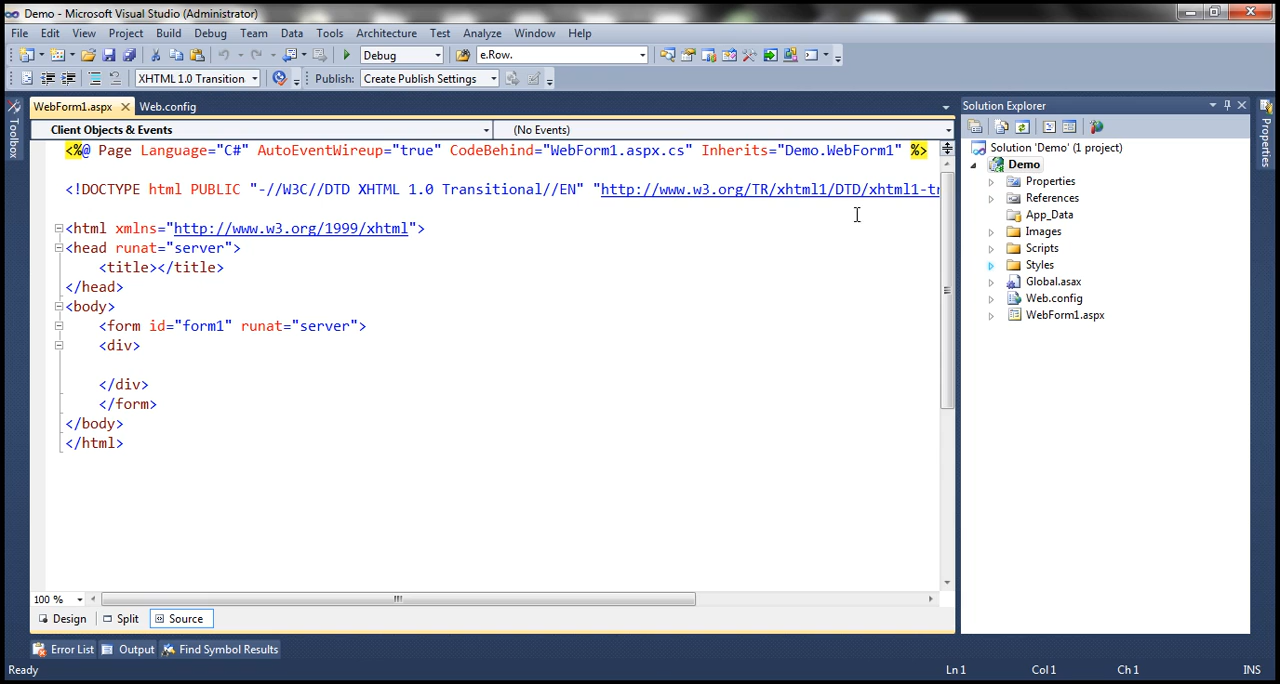 Demo - Microsoft Visual Studio (Administrator)
File Edit View Project Build Debug Team Data Tools Architecture Test Analyze Window Help
Debug e.Row.
XHTML 1.0 Transition Publish: Create Publish Settings
WebForm1.aspx Web.config Solution Explorer
Toolbox
Client Objects & Events (No Events)
<%@ Page Language="C#" AutoEventWireup="true" CodeBehind="WebForm1.aspx.cs" Inherits="Demo.WebForm1" %>
<!DOCTYPE html PUBLIC "-//W3C//DTD XHTML 1.0 Transitional//EN" "http://www.w3.org/TR/xhtml1/DTD/xhtml1-tr
<html xmlns="http://www.w3.org/1999/xhtml">
<head runat="server">
<title></title>
</head>
<body>
<form id="form1" runat="server">
<div>
</div>
</form>
</body>
</html>
Solution 'Demo' (1 project)
Demo
Properties
References
App_Data
Images
Scripts
Styles
Global.asax
Web.config
WebForm1.aspx
Properties
100 %
Design Split Source
Error List Output Find Symbol Results
Ready Ln 1 Col 1 Ch 1 INS